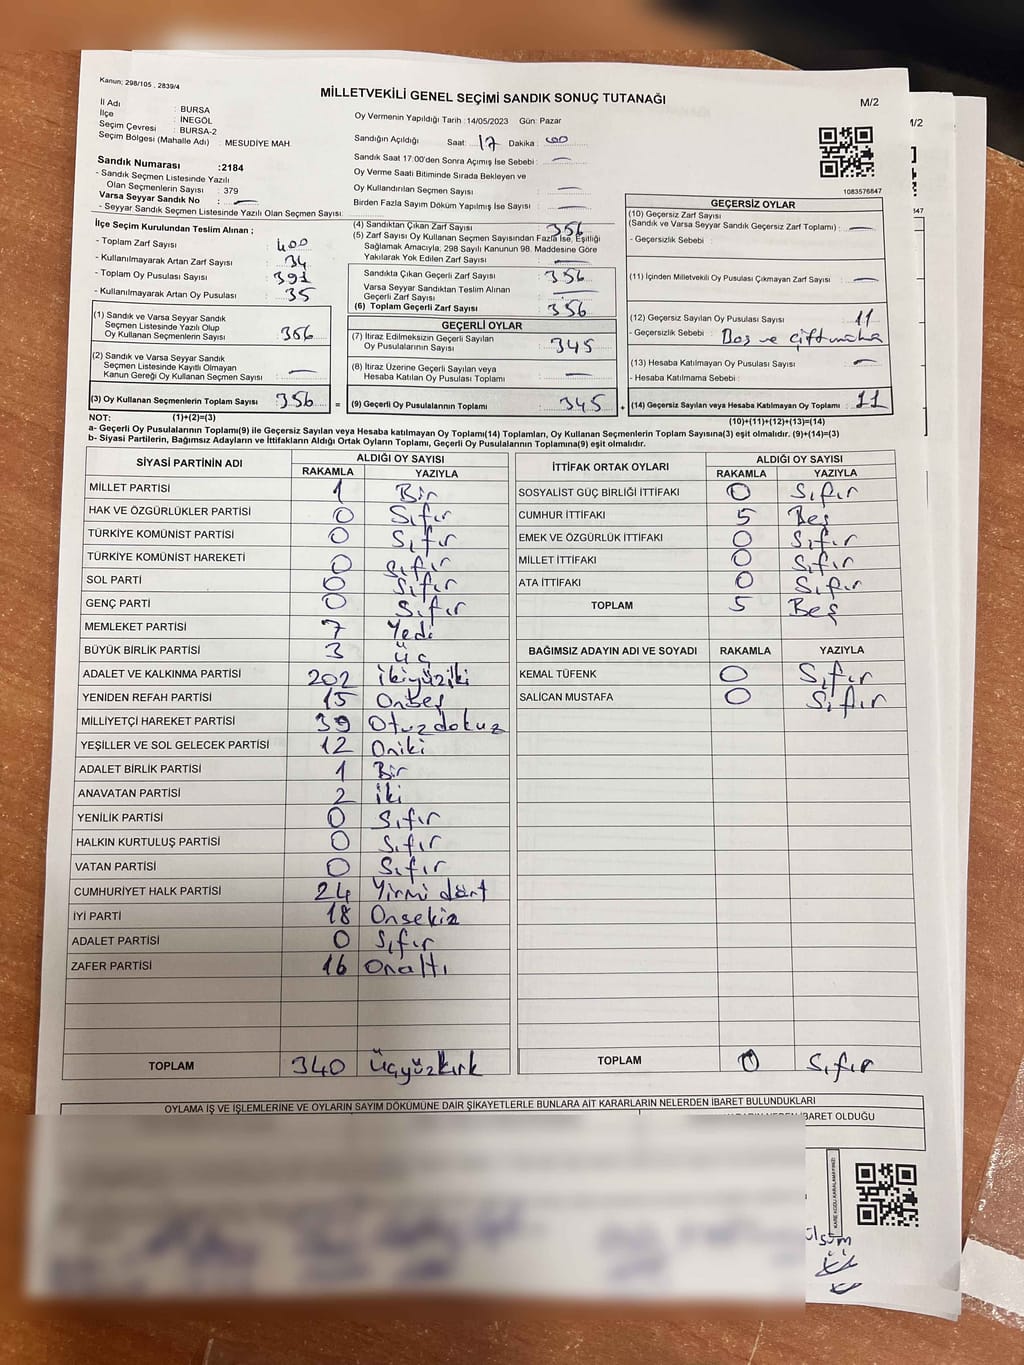 Kanun; 298/105 . 2839/4
MİLLETVEKİLİ GENEL SEÇİMİ SANDIK SONUÇ TUTANAĞI
M/2
İl Adı : BURSA
İlçe : İNEGÖL
Seçim Çevresi : BURSA-2
Seçim Bölgesi (Mahalle Adı) : MESUDİYE MAH.
Sandık Numarası :2184
- Sandık Seçmen Listesinde Yazılı
Olan Seçmenlerin Sayısı : 379
Varsa Seyyar Sandık No : —
- Seyyar Sandık Seçmen Listesinde Yazılı Olan Seçmen Sayısı:
Oy Vermenin Yapıldığı Tarih :14/05/2023 Gün: Pazar
Sandığın Açıldığı Saat: 17 Dakika: 00
Sandık Saat 17:00'den Sonra Açımış İse Sebebi : —
Oy Verme Saati Bitiminde Sırada Bekleyen ve
Oy Kullandırılan Seçmen Sayısı : —
Birden Fazla Sayım Döküm Yapılmış İse Sayısı : —
1083576847
İlçe Seçim Kurulundan Teslim Alınan ;
- Toplam Zarf Sayısı : 400
- Kullanılmayarak Artan Zarf Sayısı : 34
- Toplam Oy Pusulası Sayısı : 391
- Kullanılmayarak Artan Oy Pusulası : 35
(4) Sandıktan Çıkan Zarf Sayısı : 356
(5) Zarf Sayısı Oy Kullanan Seçmen Sayısından Fazla İse, Eşitliği
Sağlamak Amacıyla, 298 Sayılı Kanunun 98. Maddesine Göre
Yakılarak Yok Edilen Zarf Sayısı : —
Sandıkta Çıkan Geçerli Zarf Sayısı : 356
Varsa Seyyar Sandıktan Teslim Alınan
Geçerli Zarf Sayısı : —
(6) Toplam Geçerli Zarf Sayısı : 356
GEÇERSİZ OYLAR
(10) Geçersiz Zarf Sayısı
(Sandık ve Varsa Seyyar Sandık Geçersiz Zarf Toplamı) : —
- Geçersizlik Sebebi :
(11) İçinden Milletvekili Oy Pusulası Çıkmayan Zarf Sayısı : —
(12) Geçersiz Sayılan Oy Pusulası Sayısı : 11
- Geçersizlik Sebebi : Boş ve çift mühür
(13) Hesaba Katılmayan Oy Pusulası Sayısı : —
- Hesaba Katılmama Sebebi :
(14) Geçersiz Sayılan veya Hesaba Katılmayan Oy Toplamı : 11
(1) Sandık ve Varsa Seyyar Sandık
Seçmen Listesinde Yazılı Olup
Oy Kullanan Seçmenlerin Sayısı : 356
(2) Sandık ve Varsa Seyyar Sandık
Seçmen Listesinde Kayıtlı Olmayan
Kanun Gereği Oy Kullanan Seçmen Sayısı : —
(3) Oy Kullanan Seçmenlerin Toplam Sayısı : 356 =
GEÇERLİ OYLAR
(7) İtiraz Edilmeksizin Geçerli Sayılan
Oy Pusulalarının Sayısı : 345
(8) İtiraz Üzerine Geçerli Sayılan veya
Hesaba Katılan Oy Pusulası Toplamı : —
(9) Geçerli Oy Pusulalarının Toplamı : 345 +
NOT: (1)+(2)=(3)
(10)+(11)+(12)+(13)=(14)
a- Geçerli Oy Pusulalarının Toplamı(9) ile Geçersiz Sayılan veya Hesaba Katılmayan Oy Toplamı(14) Toplamları, Oy Kullanan Seçmenlerin Toplam Sayısına(3) eşit olmalıdır. (9)+(14)=(3)
b- Siyasi Partilerin, Bağımsız Adayların ve İttifakların Aldığı Ortak Oyların Toplamı, Geçerli Oy Pusulalarının Toplamına(9) eşit olmalıdır.
SİYASİ PARTİNİN ADI ALDIĞI OY SAYISI
RAKAMLA YAZIYLA
MİLLET PARTİSİ 1 Bir
HAK VE ÖZGÜRLÜKLER PARTİSİ 0 Sıfır
TÜRKİYE KOMÜNİST PARTİSİ 0 Sıfır
TÜRKİYE KOMÜNİST HAREKETİ 0 sıfır
SOL PARTİ 0 Sıfır
GENÇ PARTİ 0 Sıfır
MEMLEKET PARTİSİ 7 Yedi
BÜYÜK BİRLİK PARTİSİ 3 üç
ADALET VE KALKINMA PARTİSİ 202 İkiyüziki
YENİDEN REFAH PARTİSİ 15 Onbeş
MİLLİYETÇİ HAREKET PARTİSİ 39 Otuzdokuz
YEŞİLLER VE SOL GELECEK PARTİSİ 12 Oniki
ADALET BİRLİK PARTİSİ 1 Bir
ANAVATAN PARTİSİ 2 İki
YENİLİK PARTİSİ 0 Sıfır
HALKIN KURTULUŞ PARTİSİ 0 Sıfır
VATAN PARTİSİ 0 Sıfır
CUMHURİYET HALK PARTİSİ 24 Yirmi dört
İYİ PARTİ 18 Onsekiz
ADALET PARTİSİ 0 Sıfır
ZAFER PARTİSİ 16 Onaltı
TOPLAM 340 Üçyüzkırk
İTTİFAK ORTAK OYLARI ALDIĞI OY SAYISI
RAKAMLA YAZIYLA
SOSYALİST GÜÇ BİRLİĞİ İTTİFAKI 0 Sıfır
CUMHUR İTTİFAKI 5 Beş
EMEK VE ÖZGÜRLÜK İTTİFAKI 0 Sıfır
MİLLET İTTİFAKI 0 Sıfır
ATA İTTİFAKI 0 Sıfır
TOPLAM 5 Beş
BAĞIMSIZ ADAYIN ADI VE SOYADI RAKAMLA YAZIYLA
KEMAL TÜFENK 0 Sıfır
SALİCAN MUSTAFA 0 Sıfır
TOPLAM 0 Sıfır
OYLAMA İŞ VE İŞLEMLERİNE VE OYLARIN SAYIM DÖKÜMÜNE DAİR ŞİKAYETLERLE BUNLARA AİT KARARLARIN NELERDEN İBARET BULUNDUKLARI
İBARET OLDUĞU
KARE KODU KARALAMAYINIZ!